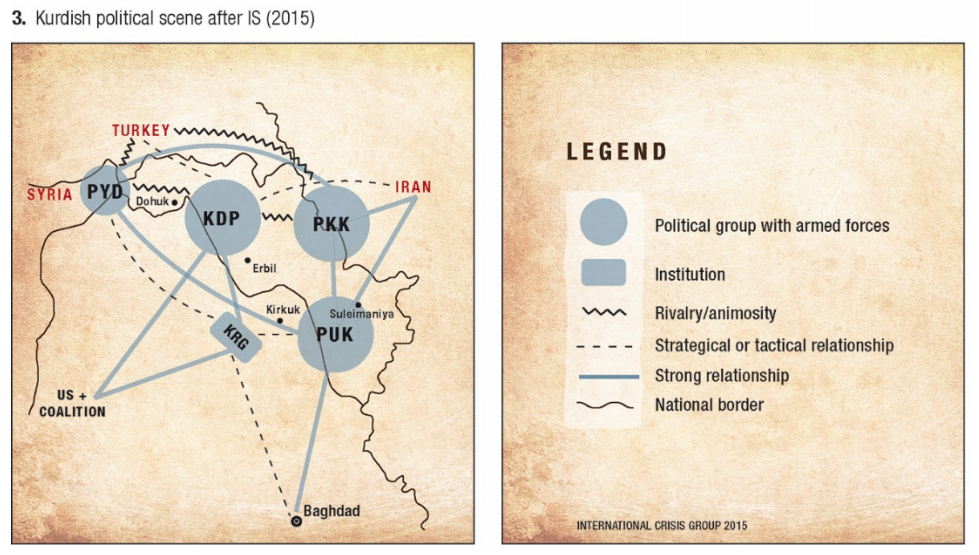 3. Kurdish political scene after IS (2015)
TURKEY
SYRIA
PYD
Dohuk
KDP
PKK
IRAN
Erbil
Kirkuk
Suleimaniya
KRG
PUK
US +
COALITION
Baghdad
LEGEND
Political group with armed forces
Institution
Rivalry/animosity
Strategical or tactical relationship
Strong relationship
National border
INTERNATIONAL CRISIS GROUP 2015